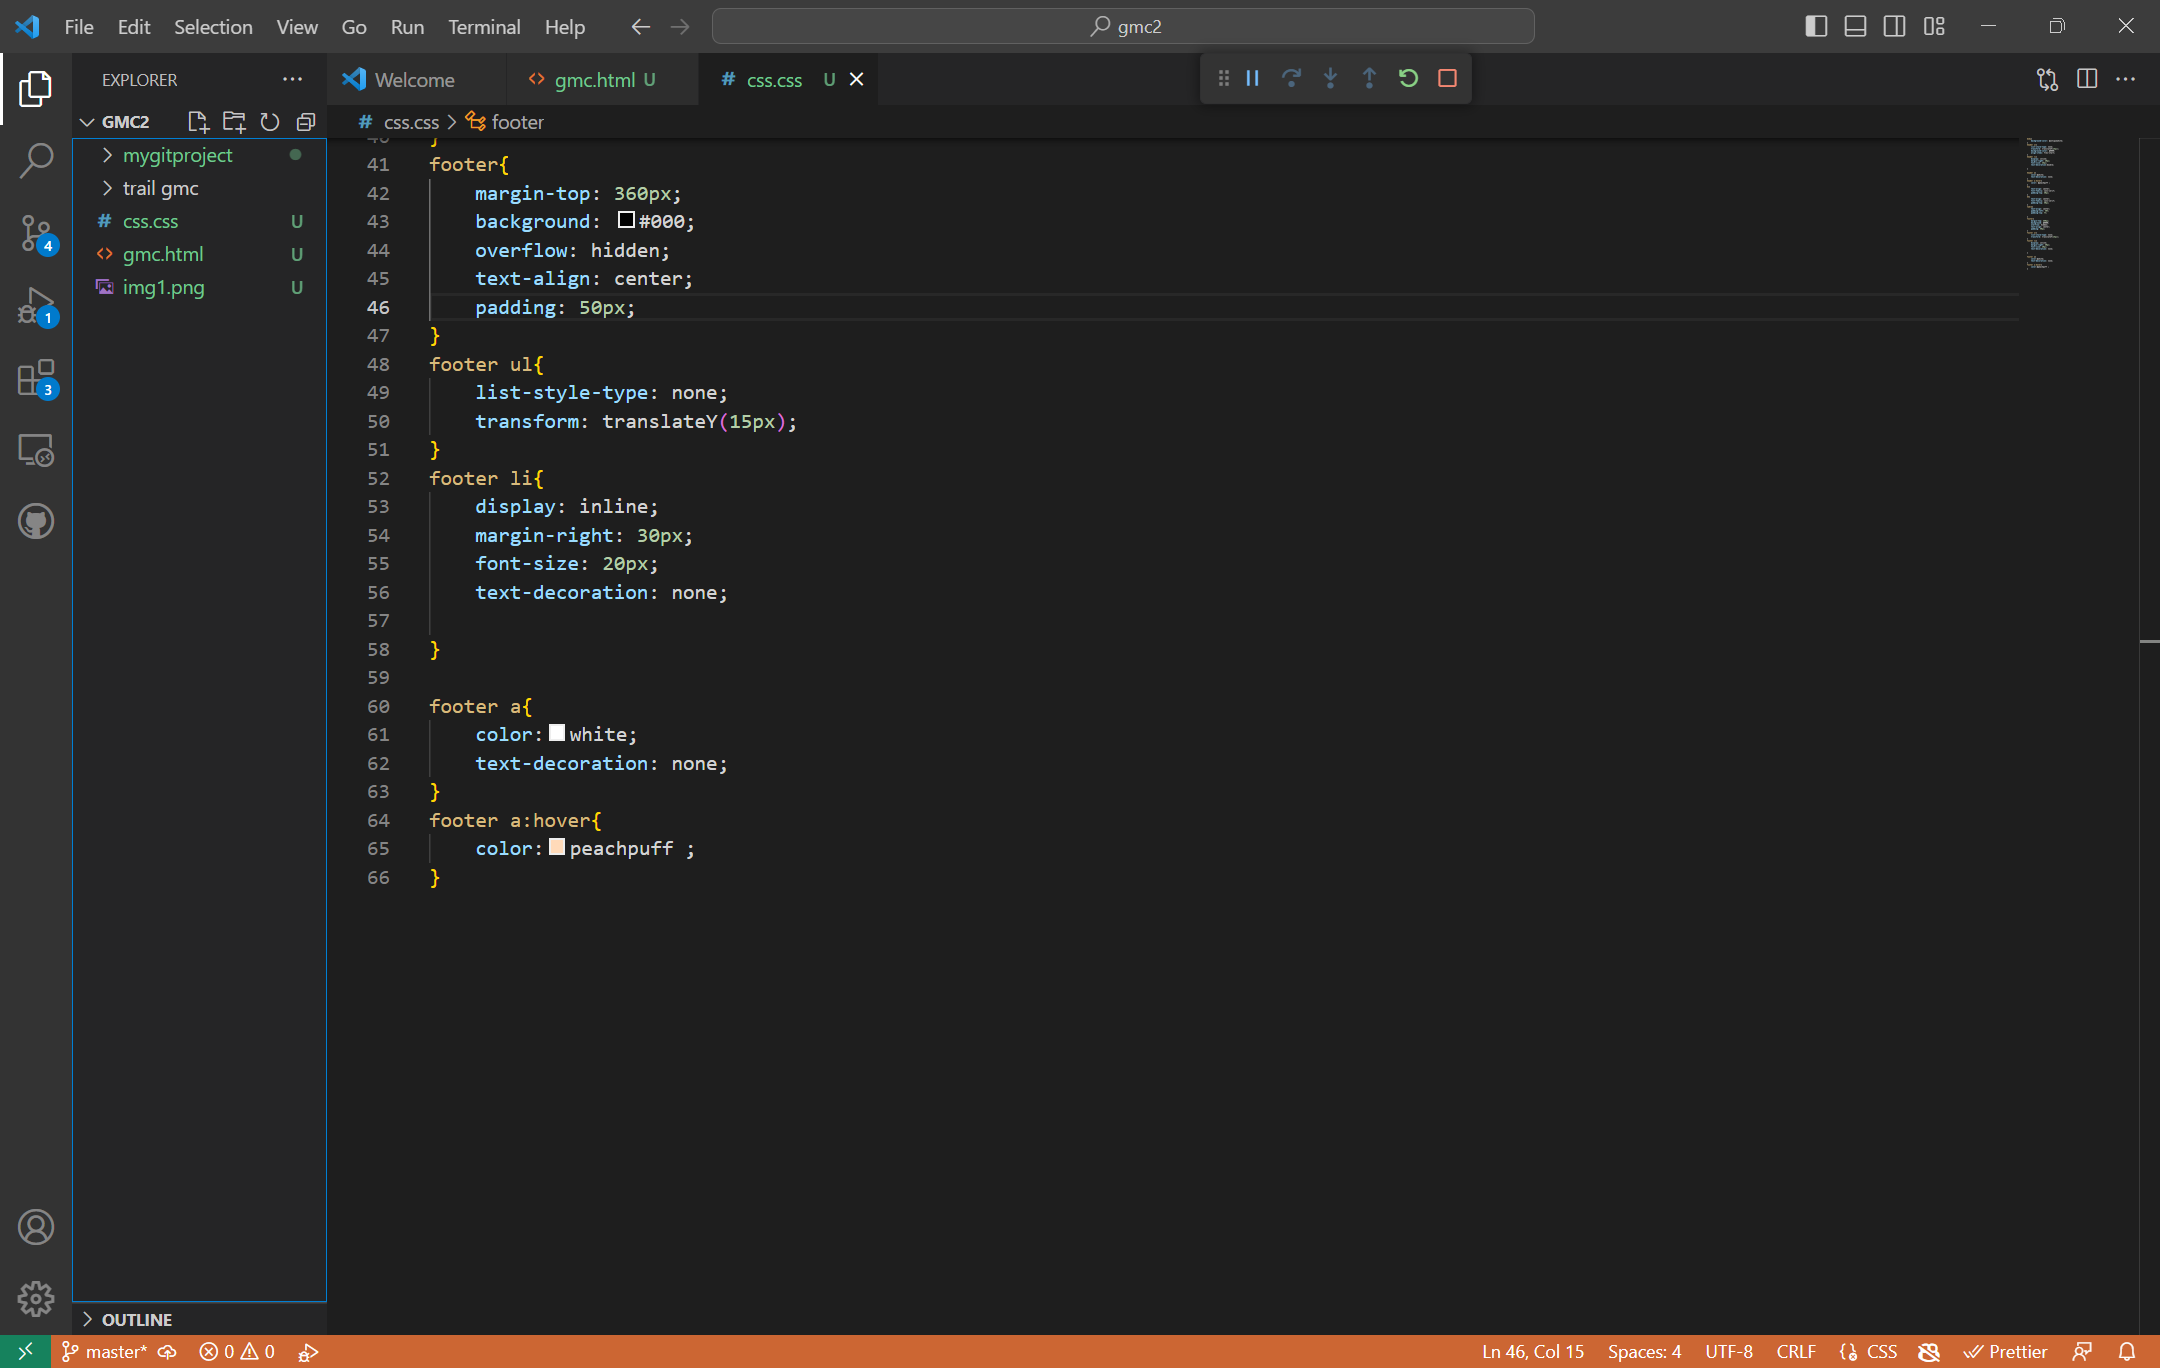 File Edit Selection View Go Run Terminal Help gmc2
EXPLORER
Welcome
gmc.html U
# css.css U
GMC2
# css.css > footer
mygitproject
trail gmc
# css.css U
<> gmc.html U
img1.png U
4
1
3
41 footer{
42 margin-top: 360px;
43 background: #000;
44 overflow: hidden;
45 text-align: center;
46 padding: 50px;
47 }
48 footer ul{
49 list-style-type: none;
50 transform: translateY(15px);
51 }
52 footer li{
53 display: inline;
54 margin-right: 30px;
55 font-size: 20px;
56 text-decoration: none;
57
58 }
59
60 footer a{
61 color: white;
62 text-decoration: none;
63 }
64 footer a:hover{
65 color: peachpuff ;
66 }
OUTLINE
master* 0 0 Ln 46, Col 15 Spaces: 4 UTF-8 CRLF CSS Prettier